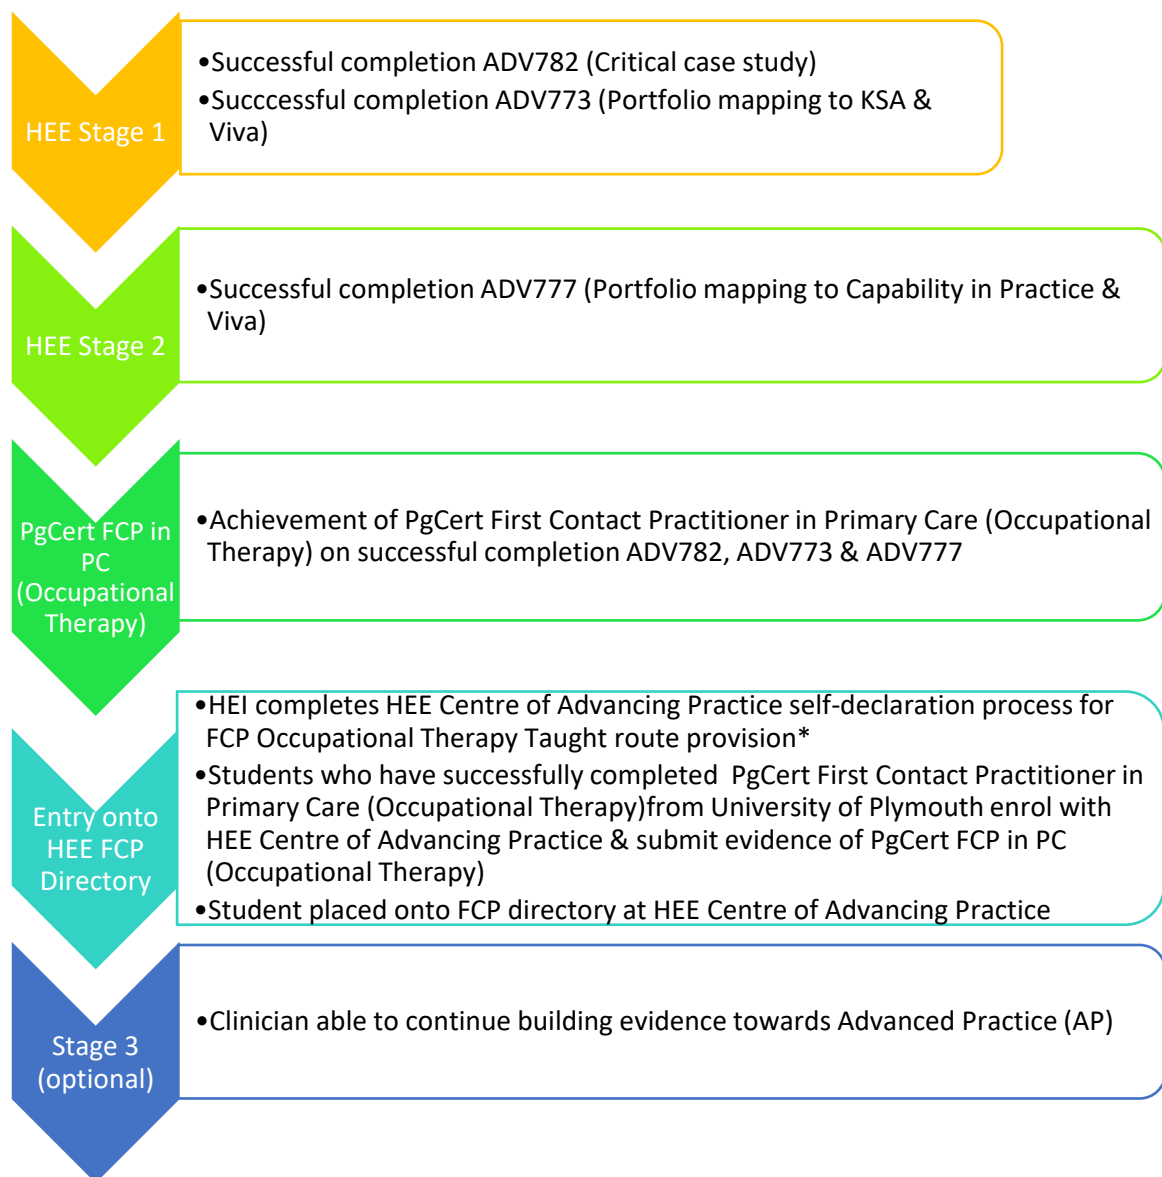 HEE Stage 1
•Successful completion ADV782 (Critical case study)
•Succcessful completion ADV773 (Portfolio mapping to KSA &
Viva)
HEE Stage 2
•Successful completion ADV777 (Portfolio mapping to Capability in Practice &
Viva)
PgCert FCP in
PC
(Occupational
Therapy)
•Achievement of PgCert First Contact Practitioner in Primary Care (Occupational
Therapy) on successful completion ADV782, ADV773 & ADV777
Entry onto
HEE FCP
Directory
•HEI completes HEE Centre of Advancing Practice self-declaration process for
FCP Occupational Therapy Taught route provision*
•Students who have successfully completed  PgCert First Contact Practitioner in
Primary Care (Occupational Therapy)from University of Plymouth enrol with
HEE Centre of Advancing Practice & submit evidence of PgCert FCP in PC
(Occupational Therapy)
•Student placed onto FCP directory at HEE Centre of Advancing Practice
Stage 3
(optional)
•Clinician able to continue building evidence towards Advanced Practice (AP)